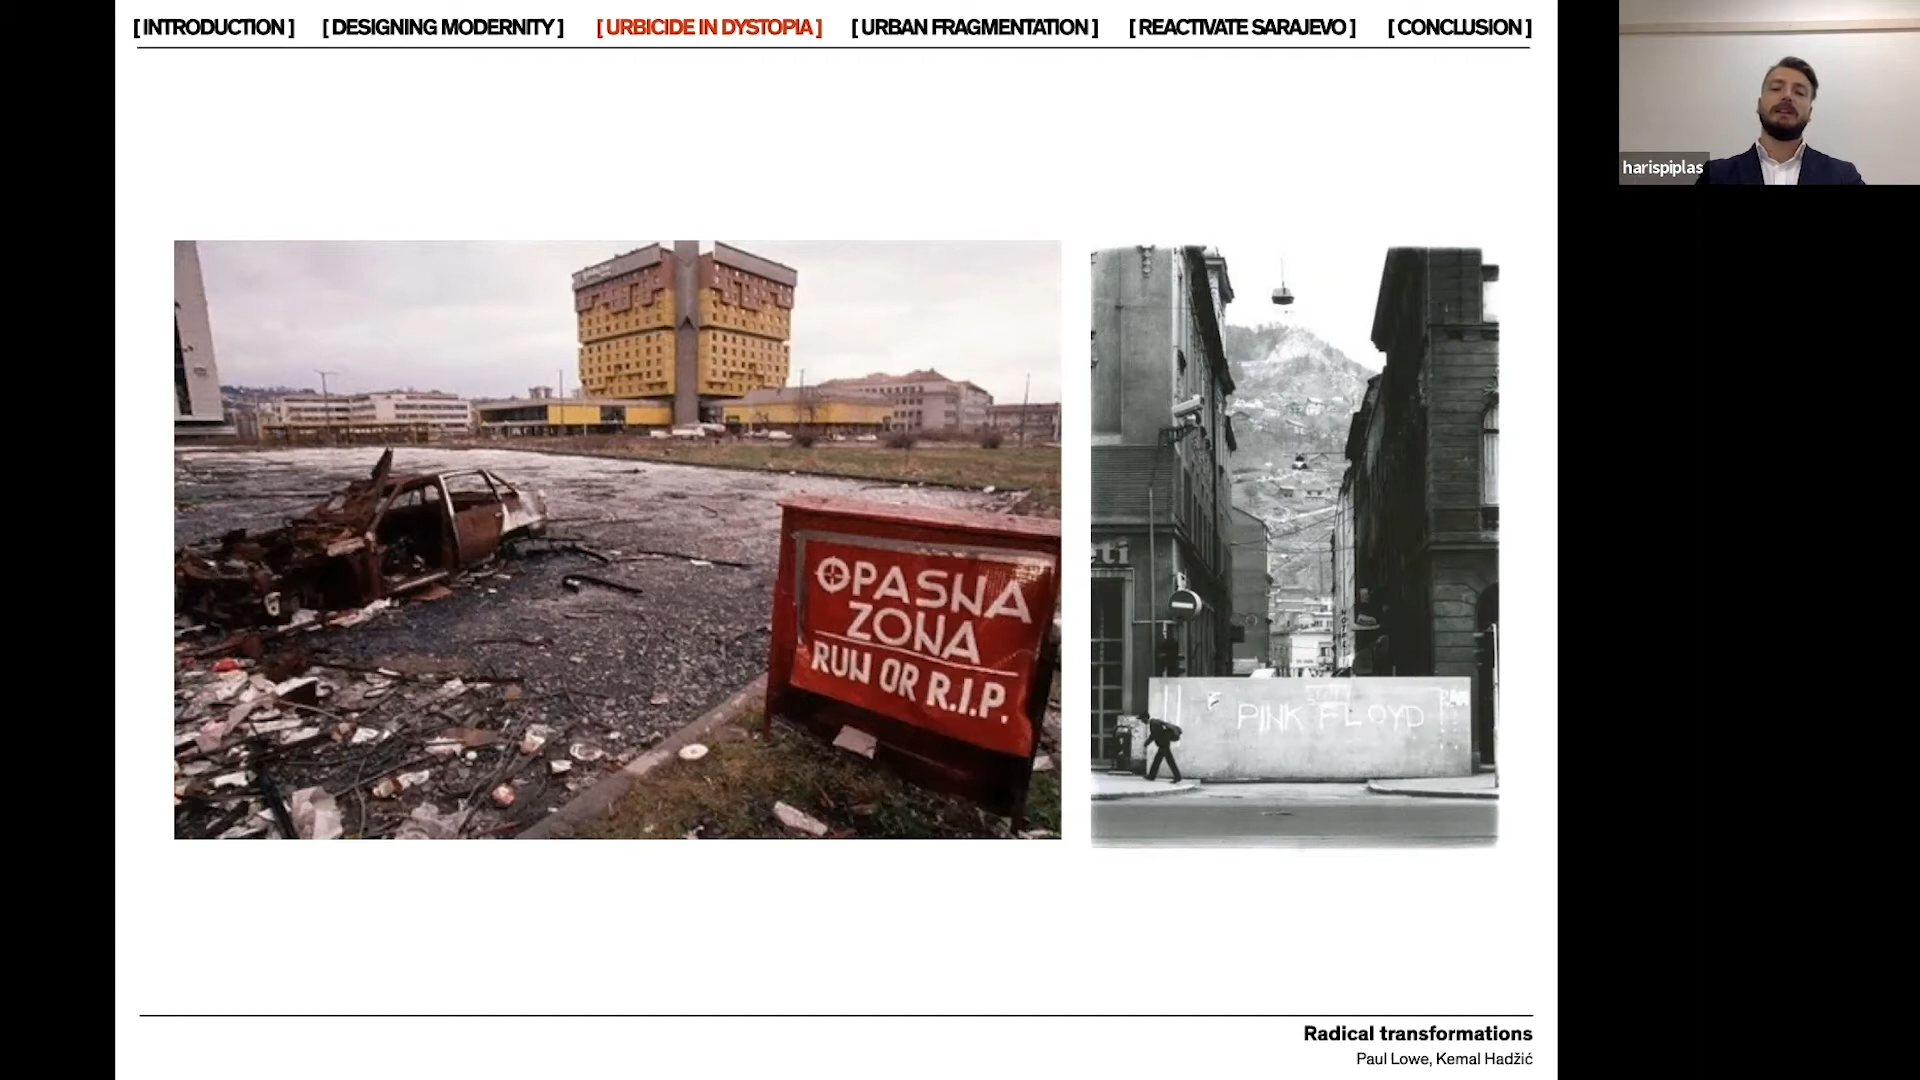 [ INTRODUCTION ] [ DESIGNING MODERNITY ] [ URBICIDE IN DYSTOPIA ] [ URBAN FRAGMENTATION ] [ REACTIVATE SARAJEVO ] [ CONCLUSION ]
harispiplas
OPASNA
ZONA
RUN OR R.I.P.
PINK FLOYD
Radical transformations
Paul Lowe, Kemal Hadžić